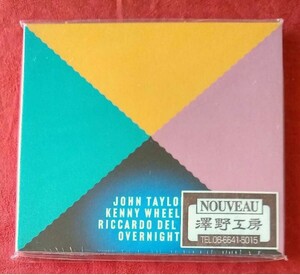 JOHN TAYLO
KENNY WHEEL
RICCARDO DEL
OVERNIGHT
NOUVEAU
澤野工房
TEL06-6641-5015